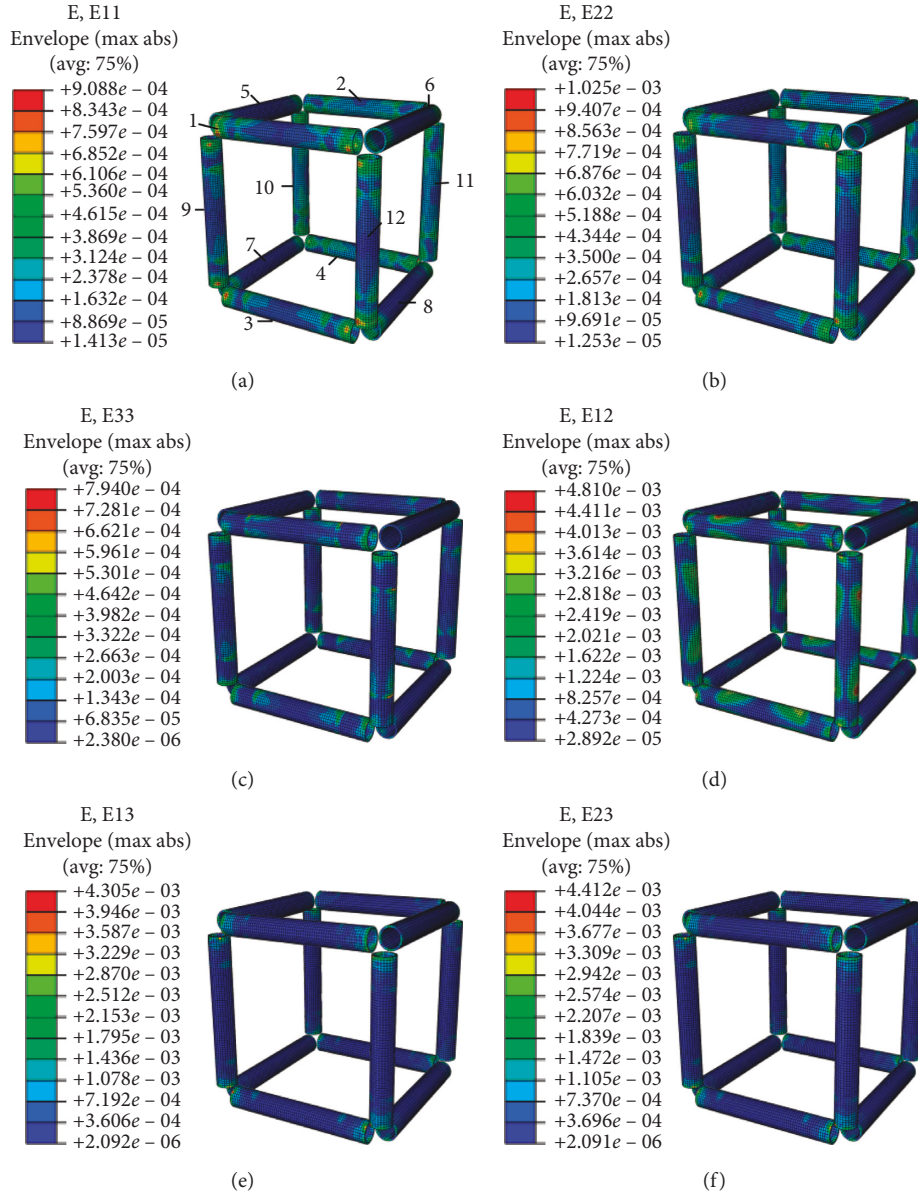 E, E11
Envelope (max abs)
(avg: 75%)
+9.088e – 04
+8.343e – 04
+7.597e – 04
+6.852e – 04
+6.106e – 04
+5.360e – 04
+4.615e – 04
+3.869e – 04
+3.124e – 04
+2.378e – 04
+1.632e – 04
+8.869e – 05
+1.413e – 05
1
2
3
4
5
6
7
8
9
10
11
12
(a)
E, E22
Envelope (max abs)
(avg: 75%)
+1.025e – 03
+9.407e – 04
+8.563e – 04
+7.719e – 04
+6.876e – 04
+6.032e – 04
+5.188e – 04
+4.344e – 04
+3.500e – 04
+2.657e – 04
+1.813e – 04
+9.691e – 05
+1.253e – 05
(b)
E, E33
Envelope (max abs)
(avg: 75%)
+7.940e – 04
+7.281e – 04
+6.621e – 04
+5.961e – 04
+5.301e – 04
+4.642e – 04
+3.982e – 04
+3.322e – 04
+2.663e – 04
+2.003e – 04
+1.343e – 04
+6.835e – 05
+2.380e – 06
(c)
E, E12
Envelope (max abs)
(avg: 75%)
+4.810e – 03
+4.411e – 03
+4.013e – 03
+3.614e – 03
+3.216e – 03
+2.818e – 03
+2.419e – 03
+2.021e – 03
+1.622e – 03
+1.224e – 03
+8.257e – 04
+4.273e – 04
+2.892e – 05
(d)
E, E13
Envelope (max abs)
(avg: 75%)
+4.305e – 03
+3.946e – 03
+3.587e – 03
+3.229e – 03
+2.870e – 03
+2.512e – 03
+2.153e – 03
+1.795e – 03
+1.436e – 03
+1.078e – 03
+7.192e – 04
+3.606e – 04
+2.092e – 06
(e)
E, E23
Envelope (max abs)
(avg: 75%)
+4.412e – 03
+4.044e – 03
+3.677e – 03
+3.309e – 03
+2.942e – 03
+2.574e – 03
+2.207e – 03
+1.839e – 03
+1.472e – 03
+1.105e – 03
+7.370e – 04
+3.696e – 04
+2.091e – 06
(f)